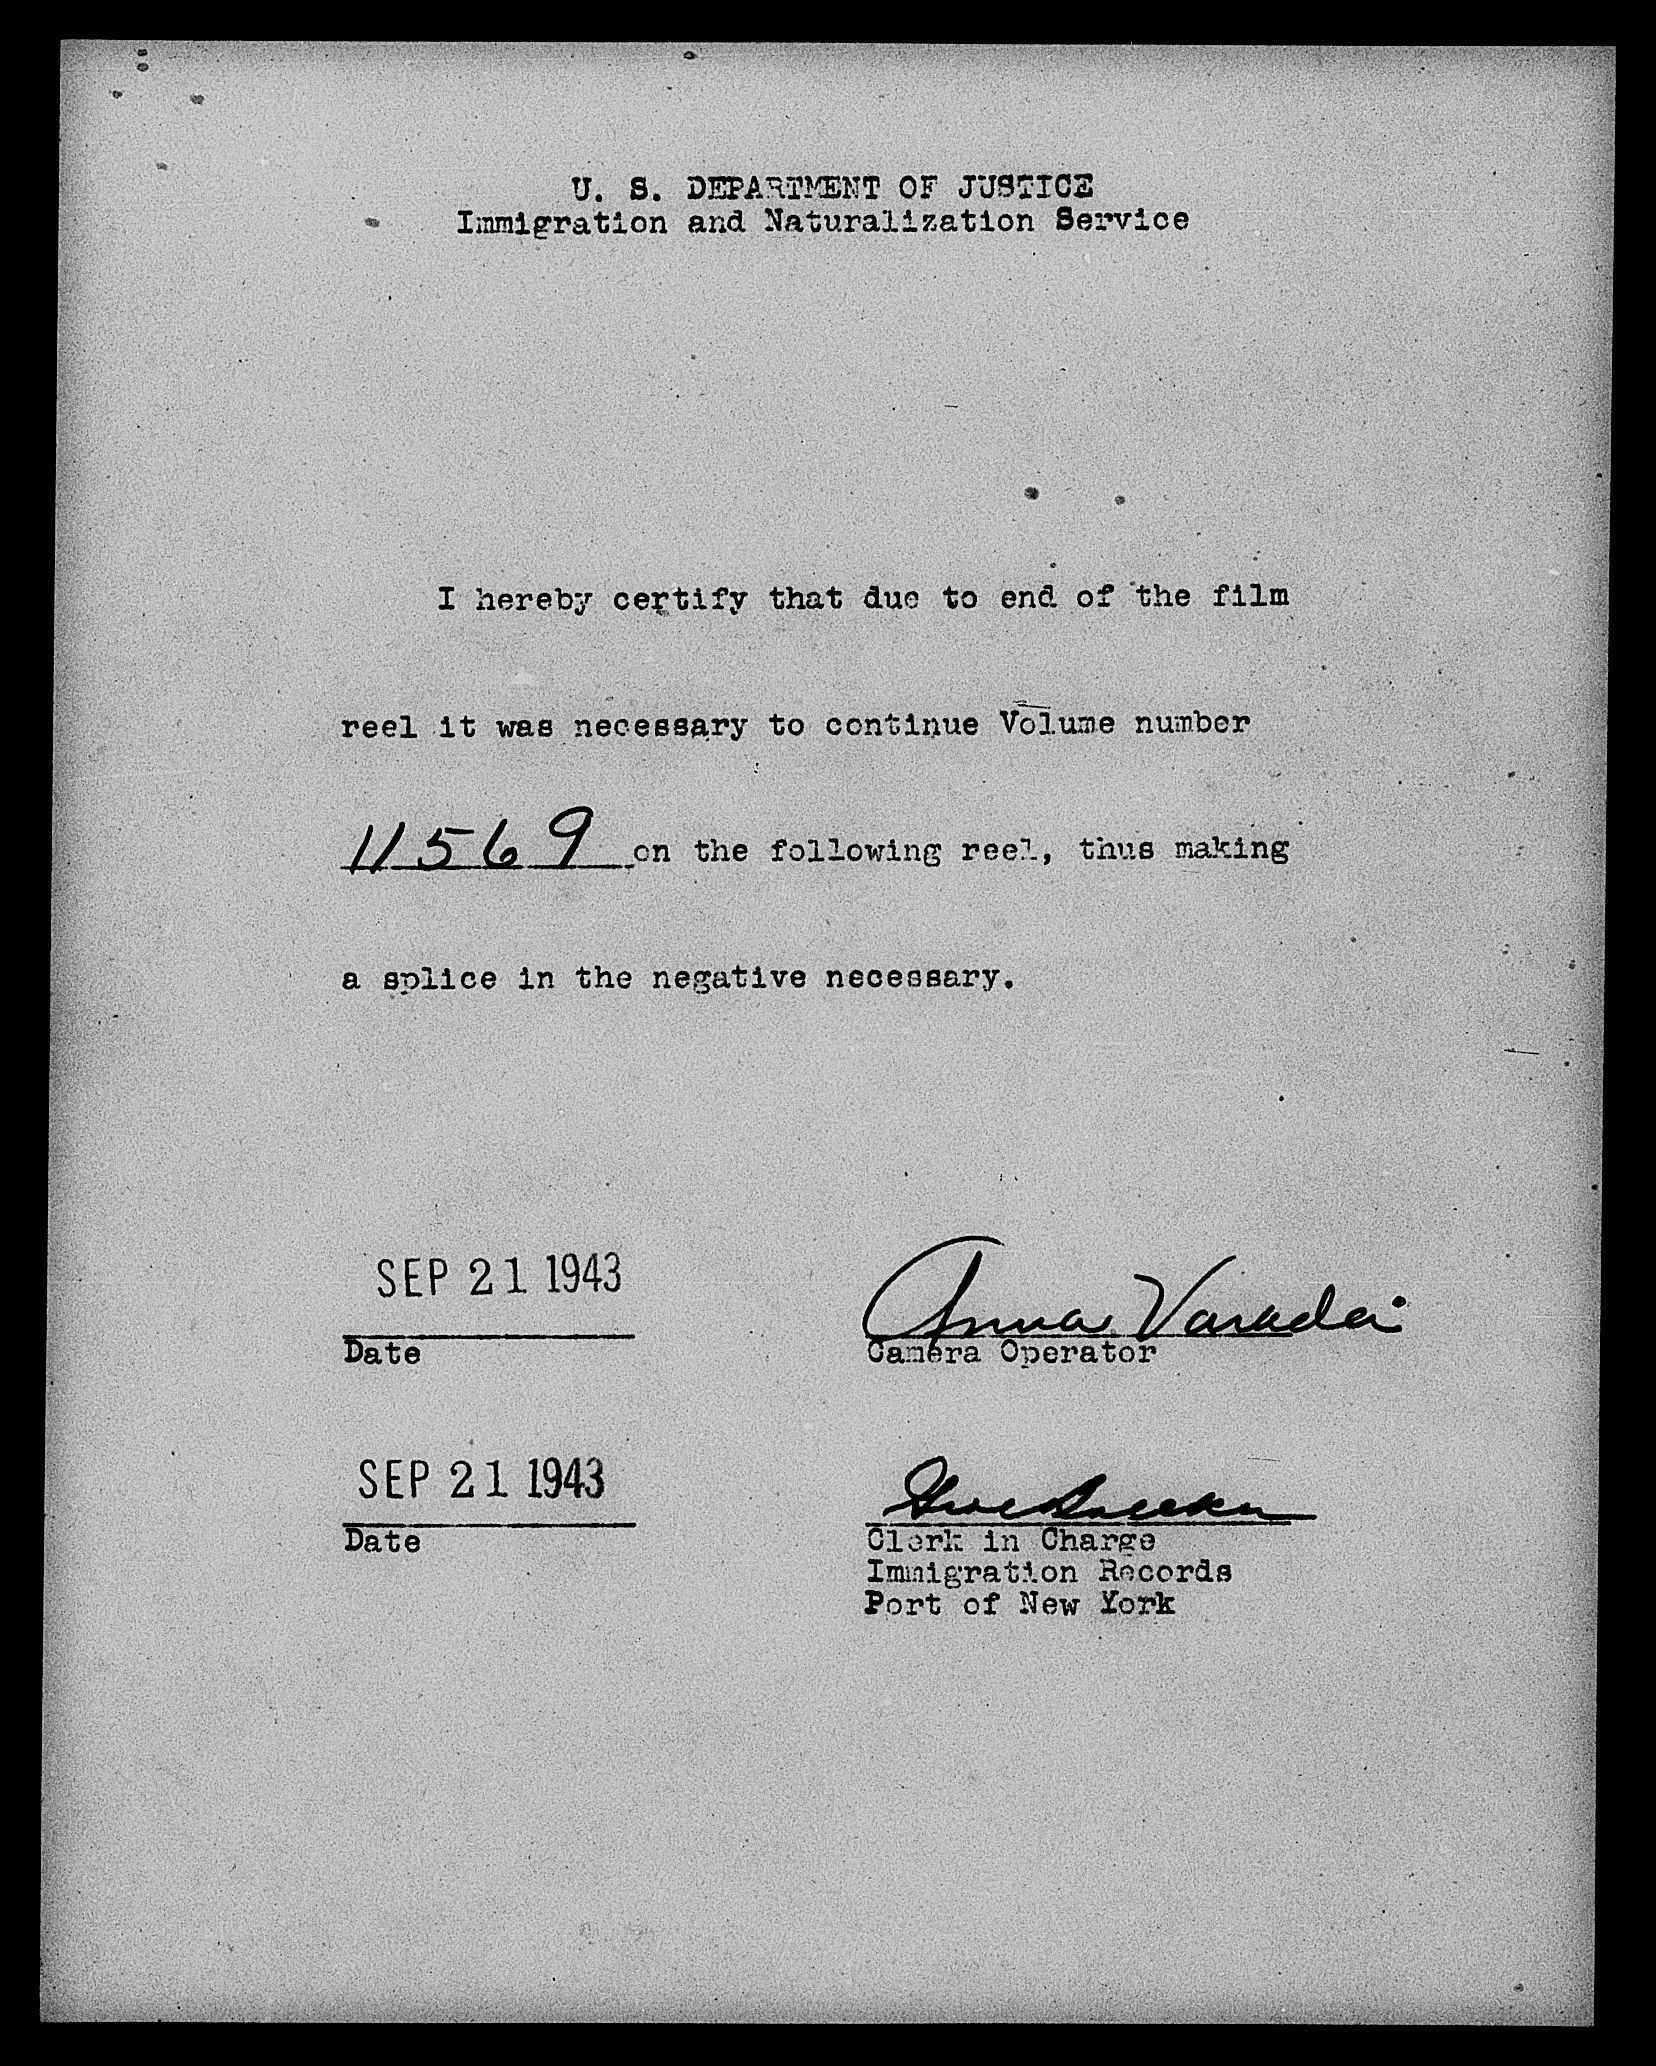 U. S. DEPARTMENT OF JUSTICE
Immigration and Naturalization Service
I hereby certify that due to end of the film
reel it was necessary to continue Volume number
11569 on the following reel, thus making
a splice in the negative necessary.
SEP 21 1943
Anna Varadai
Date
Camera Operator
SEP 21 1943
Date
Clerk in Charge
Immigration Records
Port of New York